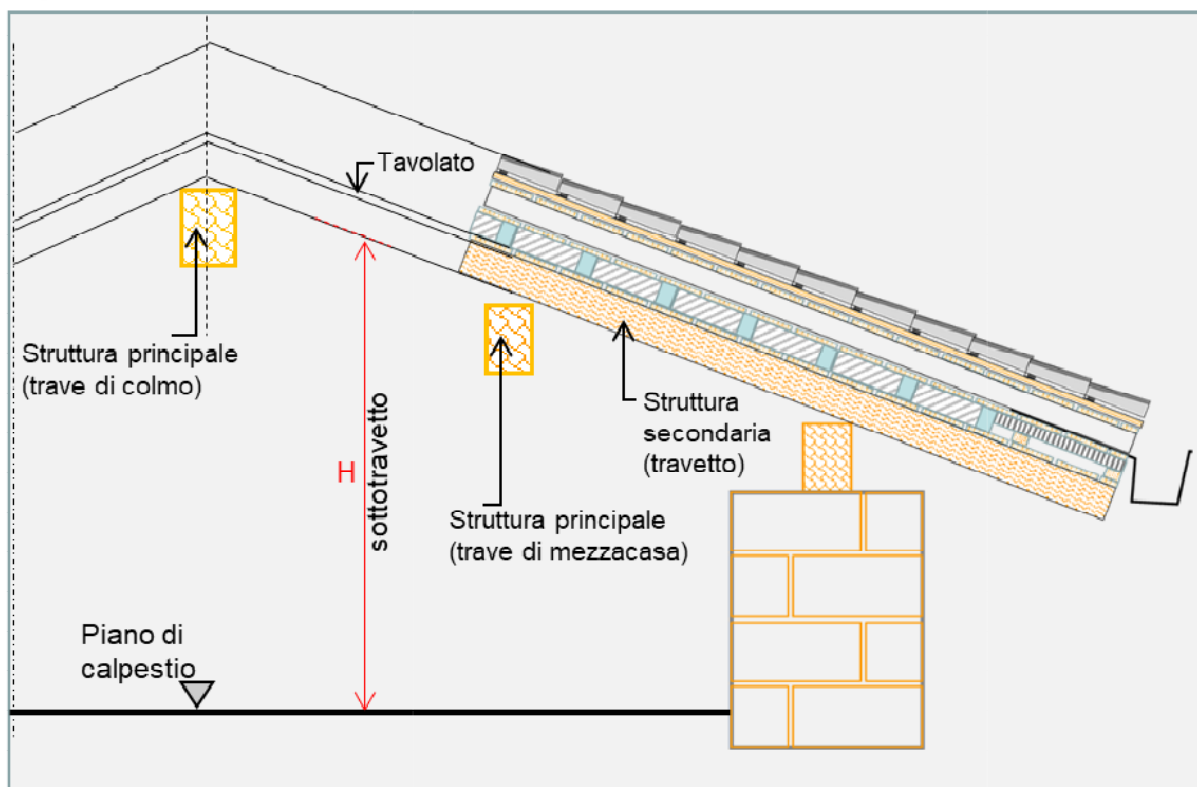 Tavolato
Struttura principale
(trave di colmo)
Struttura
secondaria
(travetto)
H
sottotravetto
Struttura principale
(trave di mezzacasa)
Piano di
calpestio